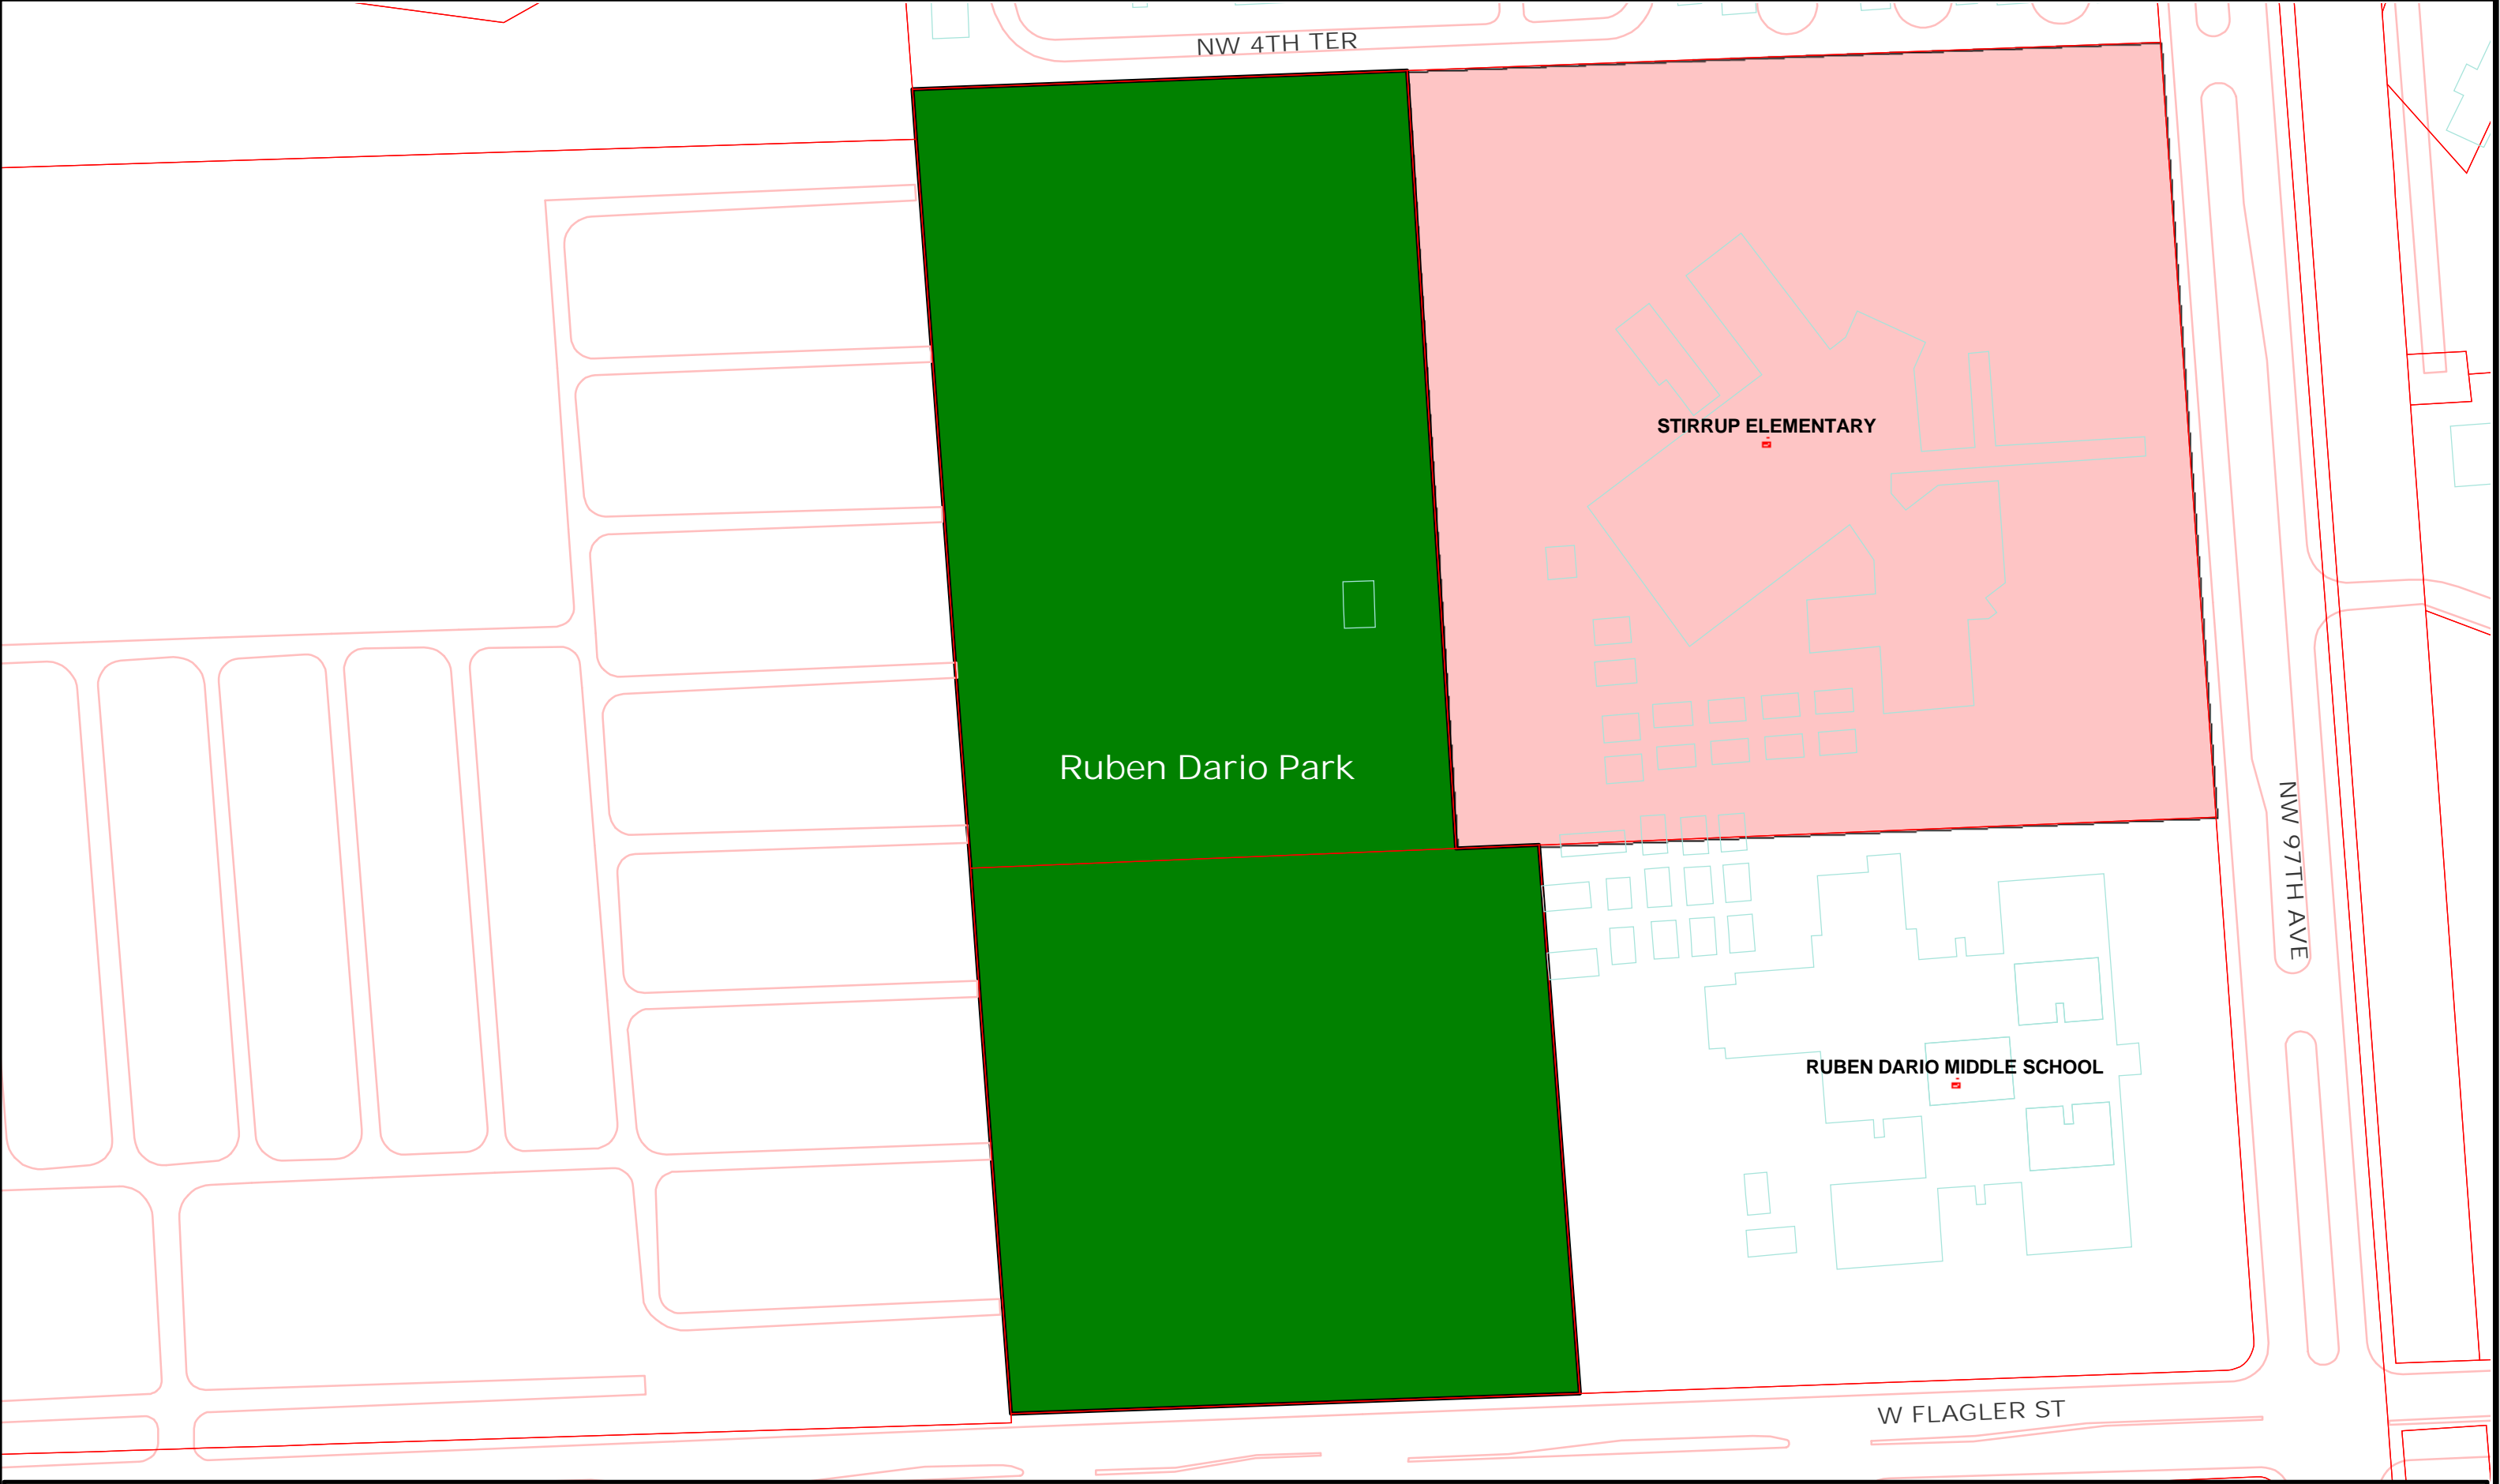 NW 4TH TER
STIRRUP ELEMENTARY
Ruben Dario Park
NW 97TH AVE
RUBEN DARIO MIDDLE SCHOOL
W FLAGLER ST